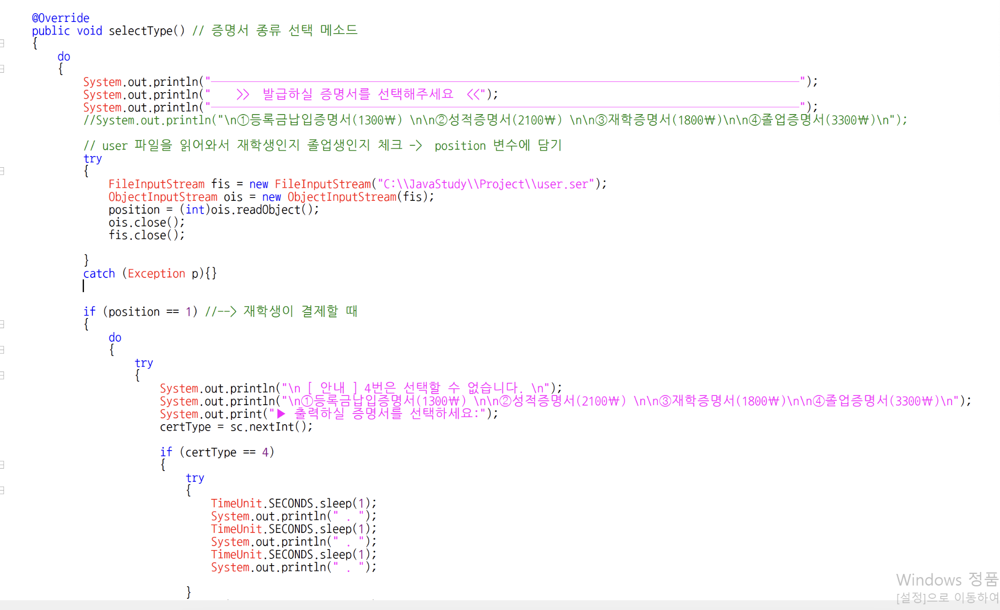 @Override
public void selectType() // 증명서 종류 선택 메소드
{
do
{
System.out.println("──────────────────────────────────────────────");
System.out.println("    >>  발급하실 증명서를 선택해주세요  <<");
System.out.println("──────────────────────────────────────────────");
//System.out.println("\n①등록금납입증명서(1300₩) \n\n②성적증명서(2100₩) \n\n③재학증명서(1800₩)\n\n④졸업증명서(3300₩)\n");
// user 파일을 읽어와서 재학생인지 졸업생인지 체크 ->  position 변수에 담기
try
{
FileInputStream fis = new FileInputStream("C:\\JavaStudy\\Project\\user.ser");
ObjectInputStream ois = new ObjectInputStream(fis);
position = (int)ois.readObject();
ois.close();
fis.close();
}
catch (Exception p){}
if (position == 1) //--> 재학생이 결제할 때
{
do
{
try
{
System.out.println("\n [ 안내 ] 4번은 선택할 수 없습니다. \n");
System.out.println("\n①등록금납입증명서(1300₩) \n\n②성적증명서(2100₩) \n\n③재학증명서(1800₩)\n\n④졸업증명서(3300₩)\n");
System.out.print("▶ 출력하실 증명서를 선택하세요:");
certType = sc.nextInt();
if (certType == 4)
{
try
{
TimeUnit.SECONDS.sleep(1);
System.out.println(" . ");
TimeUnit.SECONDS.sleep(1);
System.out.println(" . ");
TimeUnit.SECONDS.sleep(1);
System.out.println(" . ");
}
Windows 정품
[설정]으로 이동하여